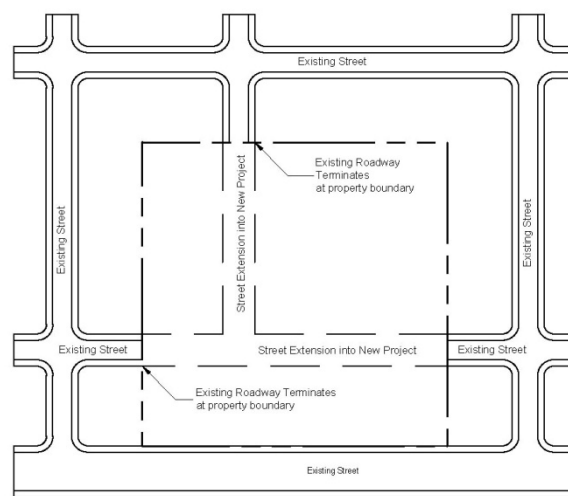 Existing Street
Existing Roadway
Terminates
at property boundary
Street Extension into New Project
Existing Street
Existing Street
Existing Street
Street Extension into New Project
Existing Street
Existing Roadway Terminates
at property boundary
Existing Street